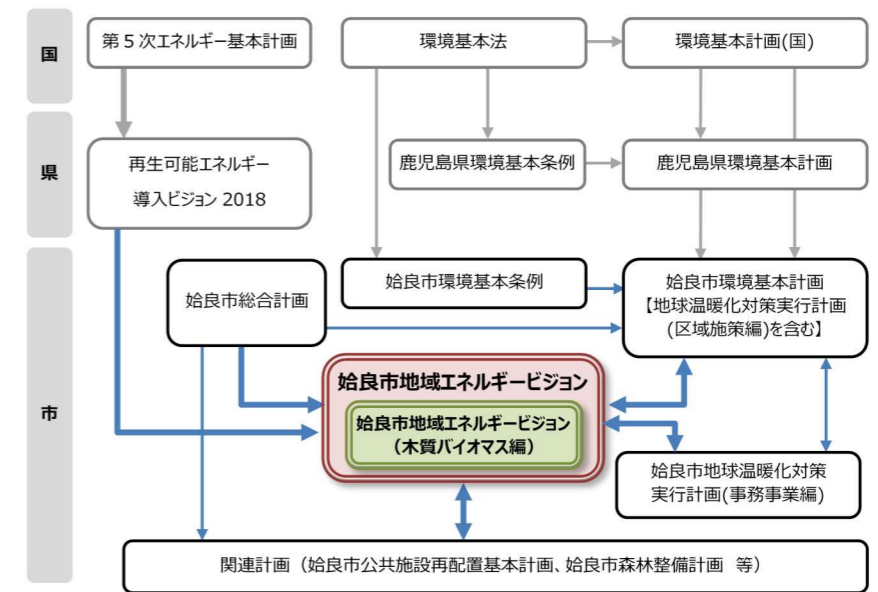 国
第5次エネルギー基本計画
環境基本法
環境基本計画(国)
県
再生可能エネルギー
導入ビジョン 2018
鹿児島県環境基本条例
鹿児島県環境基本計画
市
姶良市総合計画
姶良市環境基本条例
姶良市環境基本計画
【地球温暖化対策実行計画
(区域施策編)を含む】
姶良市地域エネルギービジョン
姶良市地域エネルギービジョン
（木質バイオマス編）
姶良市地球温暖化対策
実行計画(事務事業編)
関連計画（姶良市公共施設再配置基本計画、姶良市森林整備計画 等）